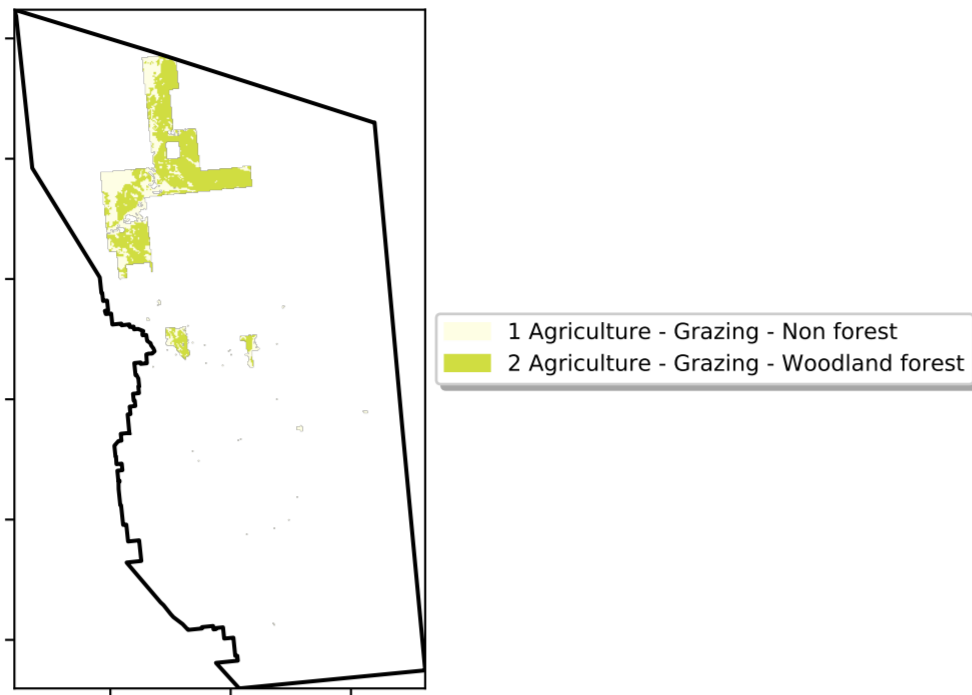 1 Agriculture - Grazing - Non forest
2 Agriculture - Grazing - Woodland forest